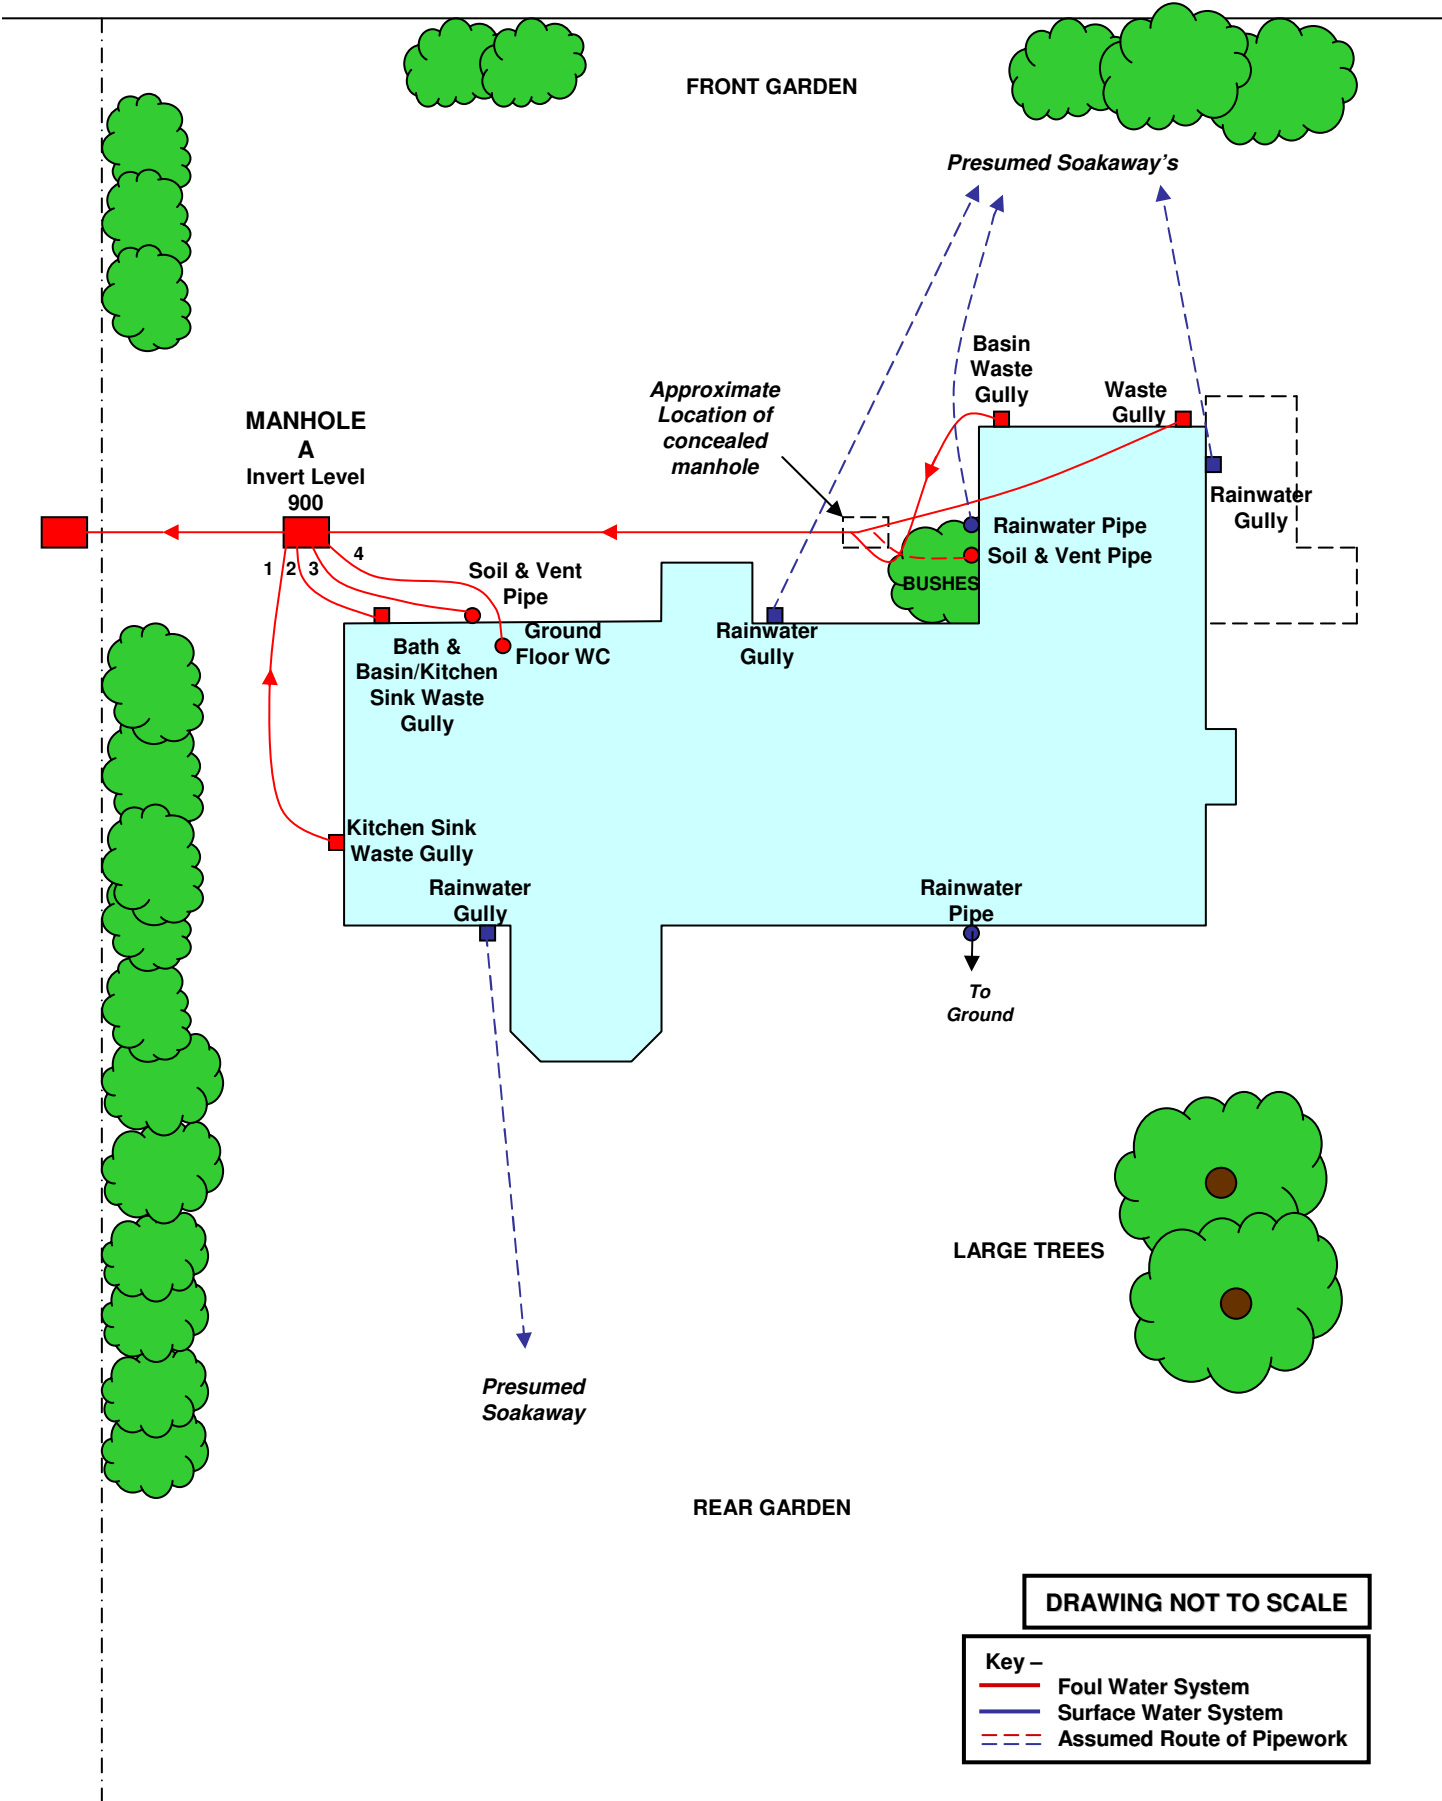 FRONT GARDEN
Presumed Soakaway's
Basin
Waste
Gully
Waste
Gully
Approximate
Location of
concealed
manhole
MANHOLE
A
Invert Level
900
Rainwater
Gully
Rainwater Pipe
Soil & Vent Pipe
BUSHES
1
2
3
4
Soil & Vent
Pipe
Ground
Floor WC
Rainwater
Gully
Bath &
Basin/Kitchen
Sink Waste
Gully
Kitchen Sink
Waste Gully
Rainwater
Gully
Rainwater
Pipe
To
Ground
LARGE TREES
Presumed
Soakaway
REAR GARDEN
DRAWING NOT TO SCALE
Key –
Foul Water System
Surface Water System
Assumed Route of Pipework